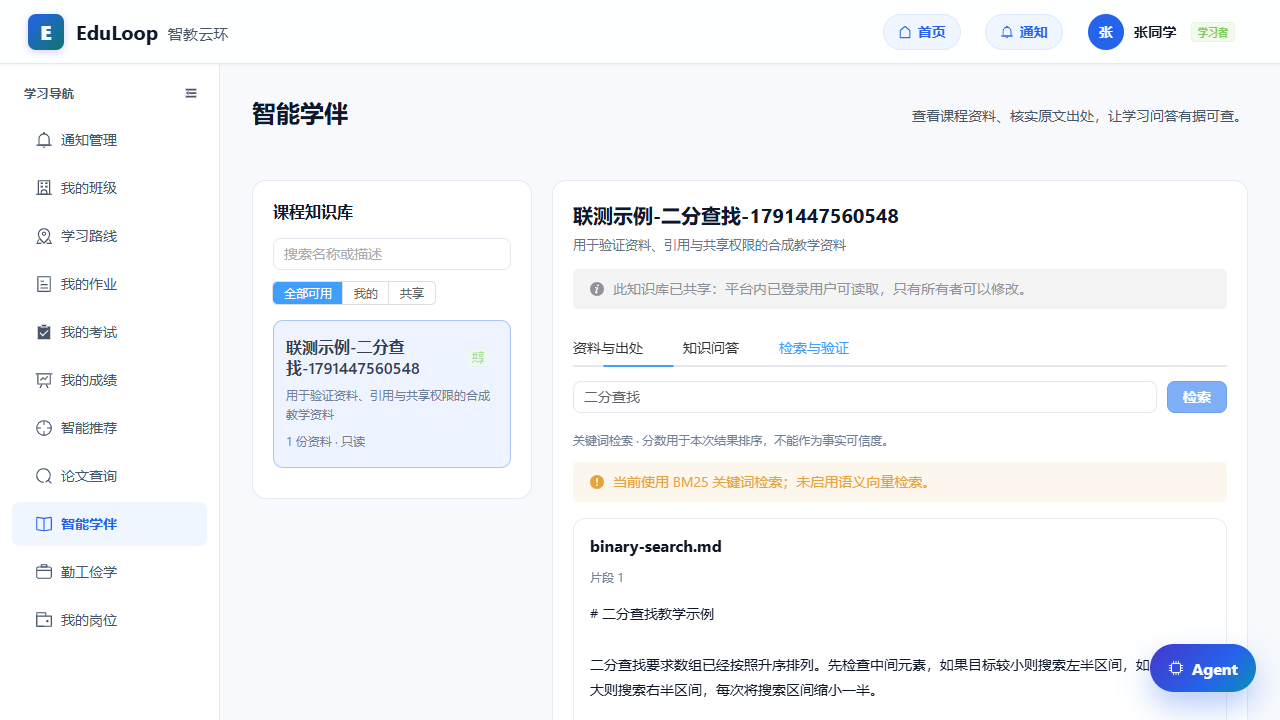 E EduLoop 智教云环
首页
通知
张 张同学 学习者
学习导航
通知管理
我的班级
学习路线
我的作业
我的考试
我的成绩
智能推荐
论文查询
智能学伴
勤工俭学
我的岗位
智能学伴
查看课程资料、核实原文出处，让学习问答有据可查。
课程知识库
搜索名称或描述
全部可用 我的 共享
联测示例-二分查
找-1791447560548
共享
用于验证资料、引用与共享权限的合成
教学资料
1 份资料 · 只读
联测示例-二分查找-1791447560548
用于验证资料、引用与共享权限的合成教学资料
此知识库已共享：平台内已登录用户可读取，只有所有者可以修改。
资料与出处 知识问答 检索与验证
二分查找 检索
关键词检索 · 分数用于本次结果排序，不能作为事实可信度。
当前使用 BM25 关键词检索；未启用语义向量检索。
binary-search.md
片段 1
# 二分查找教学示例
二分查找要求数组已经按照升序排列。先检查中间元素，如果目标较小则搜索左半区间，如
大则搜索右半区间，每次将搜索区间缩小一半。
Agent